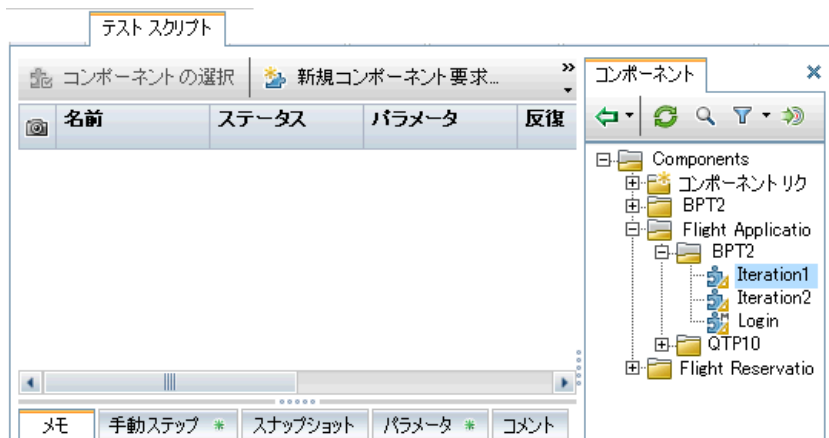 テスト スクリプト
コンポーネントの選択
新規コンポーネント要求...
»
名前
ステータス
パラメータ
反復
コンポーネント
Components
コンポーネント リク
BPT2
Flight Applicatio
BPT2
Iteration1
Iteration2
Login
QTP10
Flight Reservatio
メモ
手動ステップ *
スナップショット
パラメータ *
コメント